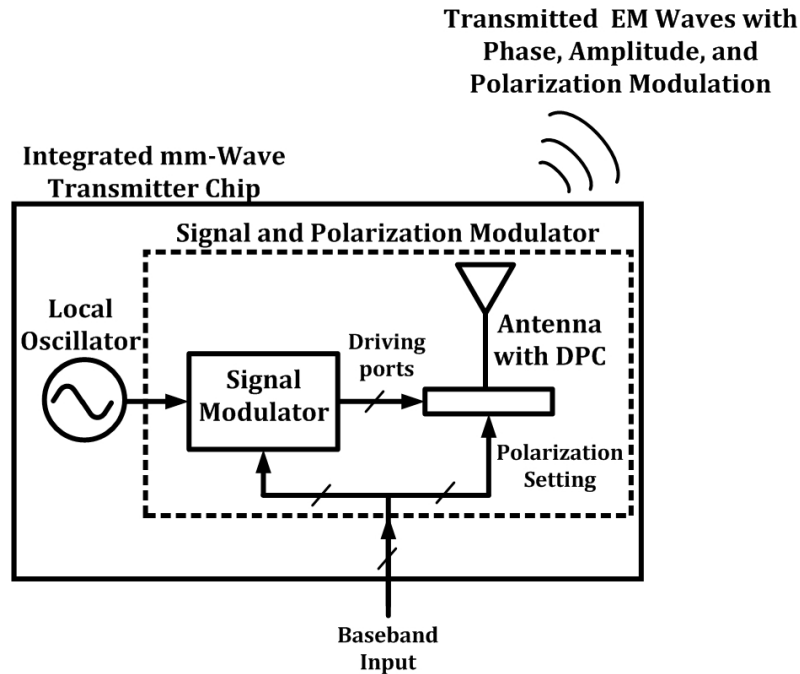 Transmitted EM Waves with
Phase, Amplitude, and
Polarization Modulation
Integrated mm-Wave
Transmitter Chip
Signal and Polarization Modulator
Local
Oscillator
Signal
Modulator
Driving
ports
Antenna
with DPC
Polarization
Setting
Baseband
Input